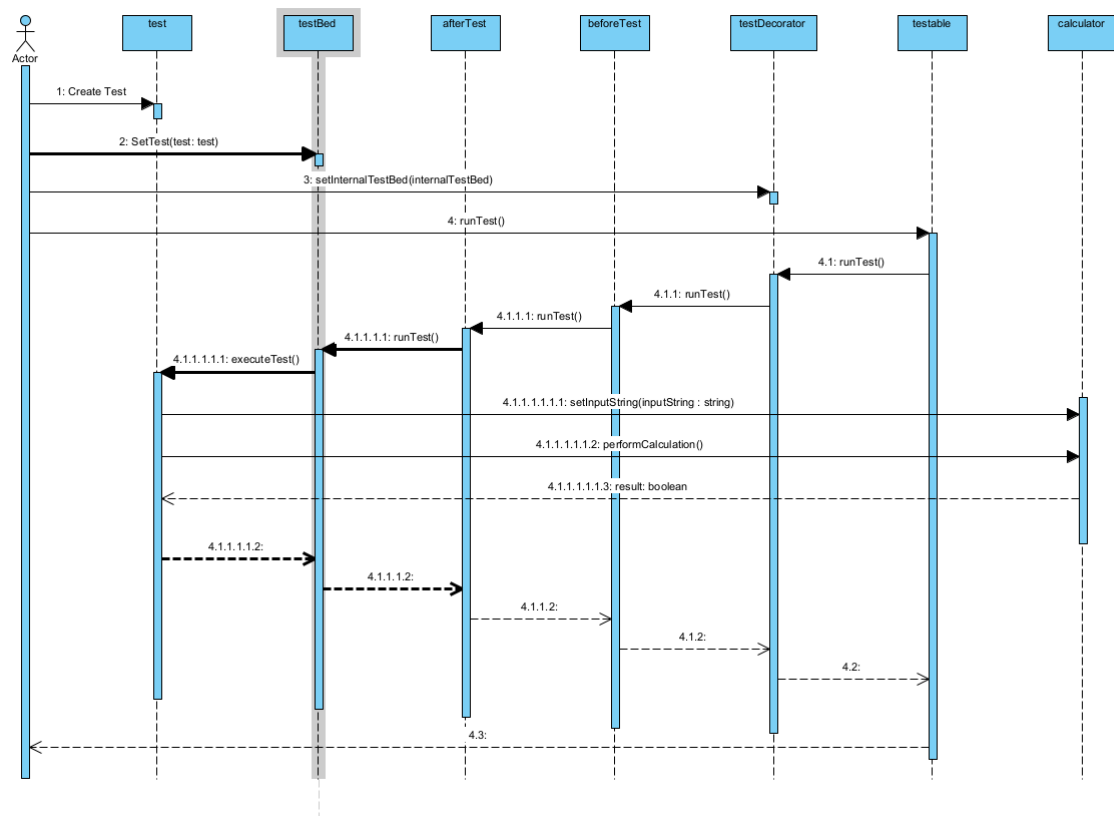 test
testBed
afterTest
beforeTest
testDecorator
testable
calculator
Actor
1: Create Test
2: SetTest(test: test)
3: setInternalTestBed(internalTestBed)
4: runTest()
4.1: runTest()
4.1.1: runTest()
4.1.1.1: runTest()
4.1.1.1.1: runTest()
4.1.1.1.1.1: executeTest()
4.1.1.1.1.1.1: setInputString(inputString : string)
4.1.1.1.1.1.2: performCalculation()
4.1.1.1.1.1.3: result: boolean
4.1.1.1.1.2:
4.1.1.1.2:
4.1.1.2:
4.1.2:
4.2:
4.3: